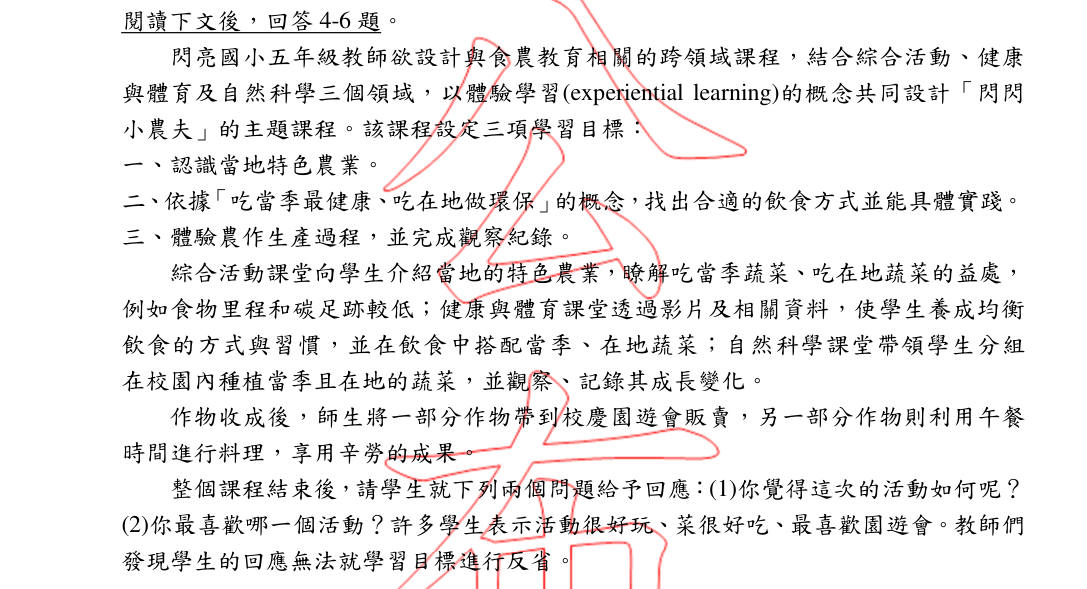 閱讀下文後，回答 4-6 題。
閃亮國小五年級教師欲設計與食農教育相關的跨領域課程，結合綜合活動、健康
與體育及自然科學三個領域，以體驗學習(experiential learning)的概念共同設計「閃閃
小農夫」的主題課程。該課程設定三項學習目標：
一、認識當地特色農業。
二、依據「吃當季最健康、吃在地做環保」的概念，找出合適的飲食方式並能具體實踐。
三、體驗農作生產過程，並完成觀察紀錄。
綜合活動課堂向學生介紹當地的特色農業，瞭解吃當季蔬菜、吃在地蔬菜的益處，
例如食物里程和碳足跡較低；健康與體育課堂透過影片及相關資料，使學生養成均衡
飲食的方式與習慣，並在飲食中搭配當季、在地蔬菜；自然科學課堂帶領學生分組
在校園內種植當季且在地的蔬菜，並觀察、記錄其成長變化。
作物收成後，師生將一部分作物帶到校慶園遊會販賣，另一部分作物則利用午餐
時間進行料理，享用辛勞的成果。
整個課程結束後，請學生就下列兩個問題給予回應：(1)你覺得這次的活動如何呢？
(2)你最喜歡哪一個活動？許多學生表示活動很好玩、菜很好吃、最喜歡園遊會。教師們
發現學生的回應無法就學習目標進行反省。
公
布